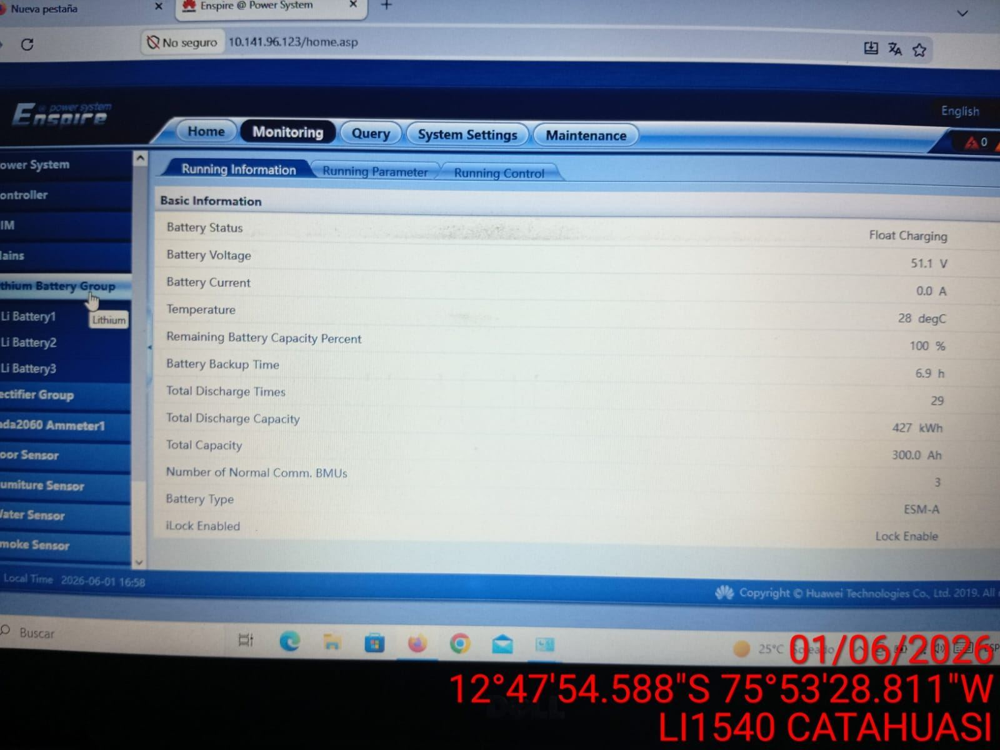 Nueva pestaña
Enspire @ Power System
No seguro
10.141.96.123/home.asp
Enspire
@ power system
English
Home
Monitoring
Query
System Settings
Maintenance
0
ower System
ontroller
IM
lains
thium Battery Group
Li Battery1
Lithium
Li Battery2
Li Battery3
ectifier Group
ada2060 Ammeter1
oor Sensor
umiture Sensor
Vater Sensor
moke Sensor
Running Information
Running Parameter
Running Control
Basic Information
Battery Status Float Charging
Battery Voltage 51.1 V
Battery Current 0.0 A
Temperature 28 degC
Remaining Battery Capacity Percent 100 %
Battery Backup Time 6.9 h
Total Discharge Times 29
Total Discharge Capacity 427 kWh
Total Capacity 300.0 Ah
Number of Normal Comm. BMUs 3
Battery Type ESM-A
iLock Enabled Lock Enable
Local Time 2026-06-01 16:58
Copyright © Huawei Technologies Co., Ltd. 2019. All
Buscar
25°C Soleado
01/06/2026
12°47'54.588"S 75°53'28.811"W
DELL
LI1540 CATAHUASI